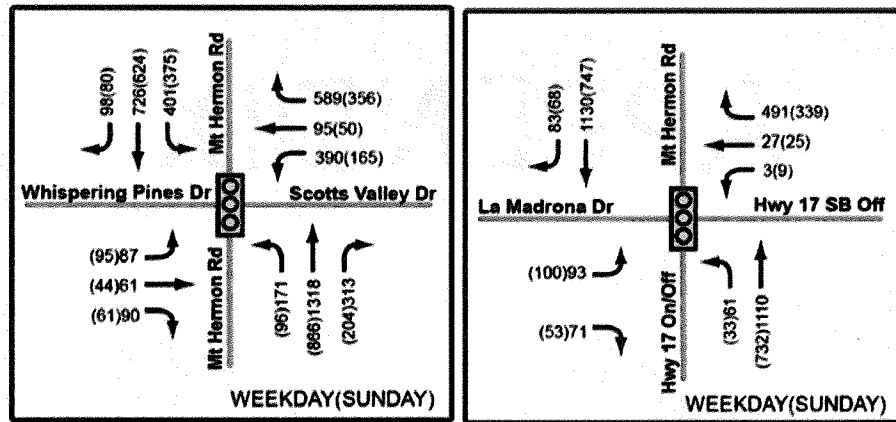 98(80)
726(624)
401(375)
Mt Hermon Rd
589(356)
95(50)
390(165)
Whispering Pines Dr
Scotts Valley Dr
(95)87
(44)61
(61)90
Mt Hermon Rd
(96)171
(866)1318
(204)313
WEEKDAY(SUNDAY)
83(68)
1130(747)
Mt Hermon Rd
491(339)
27(25)
3(9)
La Madrona Dr
Hwy 17 SB Off
(100)93
(53)71
Hwy 17 On/Off
(33)61
(732)1110
WEEKDAY(SUNDAY)